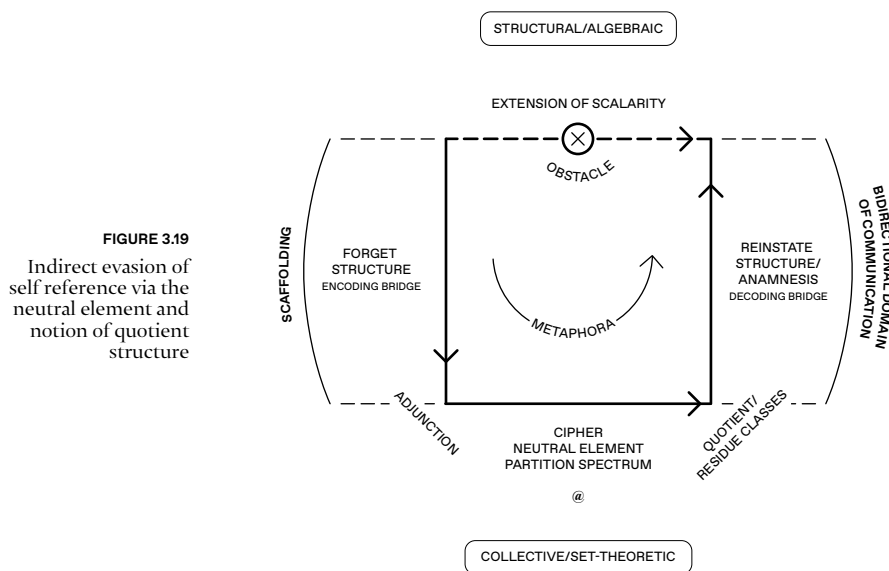 STRUCTURAL/ALGEBRAIC
EXTENSION OF SCALARITY
OBSTACLE
FIGURE 3.19
Indirect evasion of
self reference via the
neutral element and
notion of quotient
structure
SCAFFOLDING
FORGET
STRUCTURE
ENCODING BRIDGE
METAPHORA
REINSTATE
STRUCTURE/
ANAMNESIS
DECODING BRIDGE
BIDIRECTIONAL DOMAIN
OF COMMUNICATION
ADJUNCTION
CIPHER
NEUTRAL ELEMENT
PARTITION SPECTRUM
@
QUOTIENT/
RESIDUE CLASSES
COLLECTIVE/SET-THEORETIC